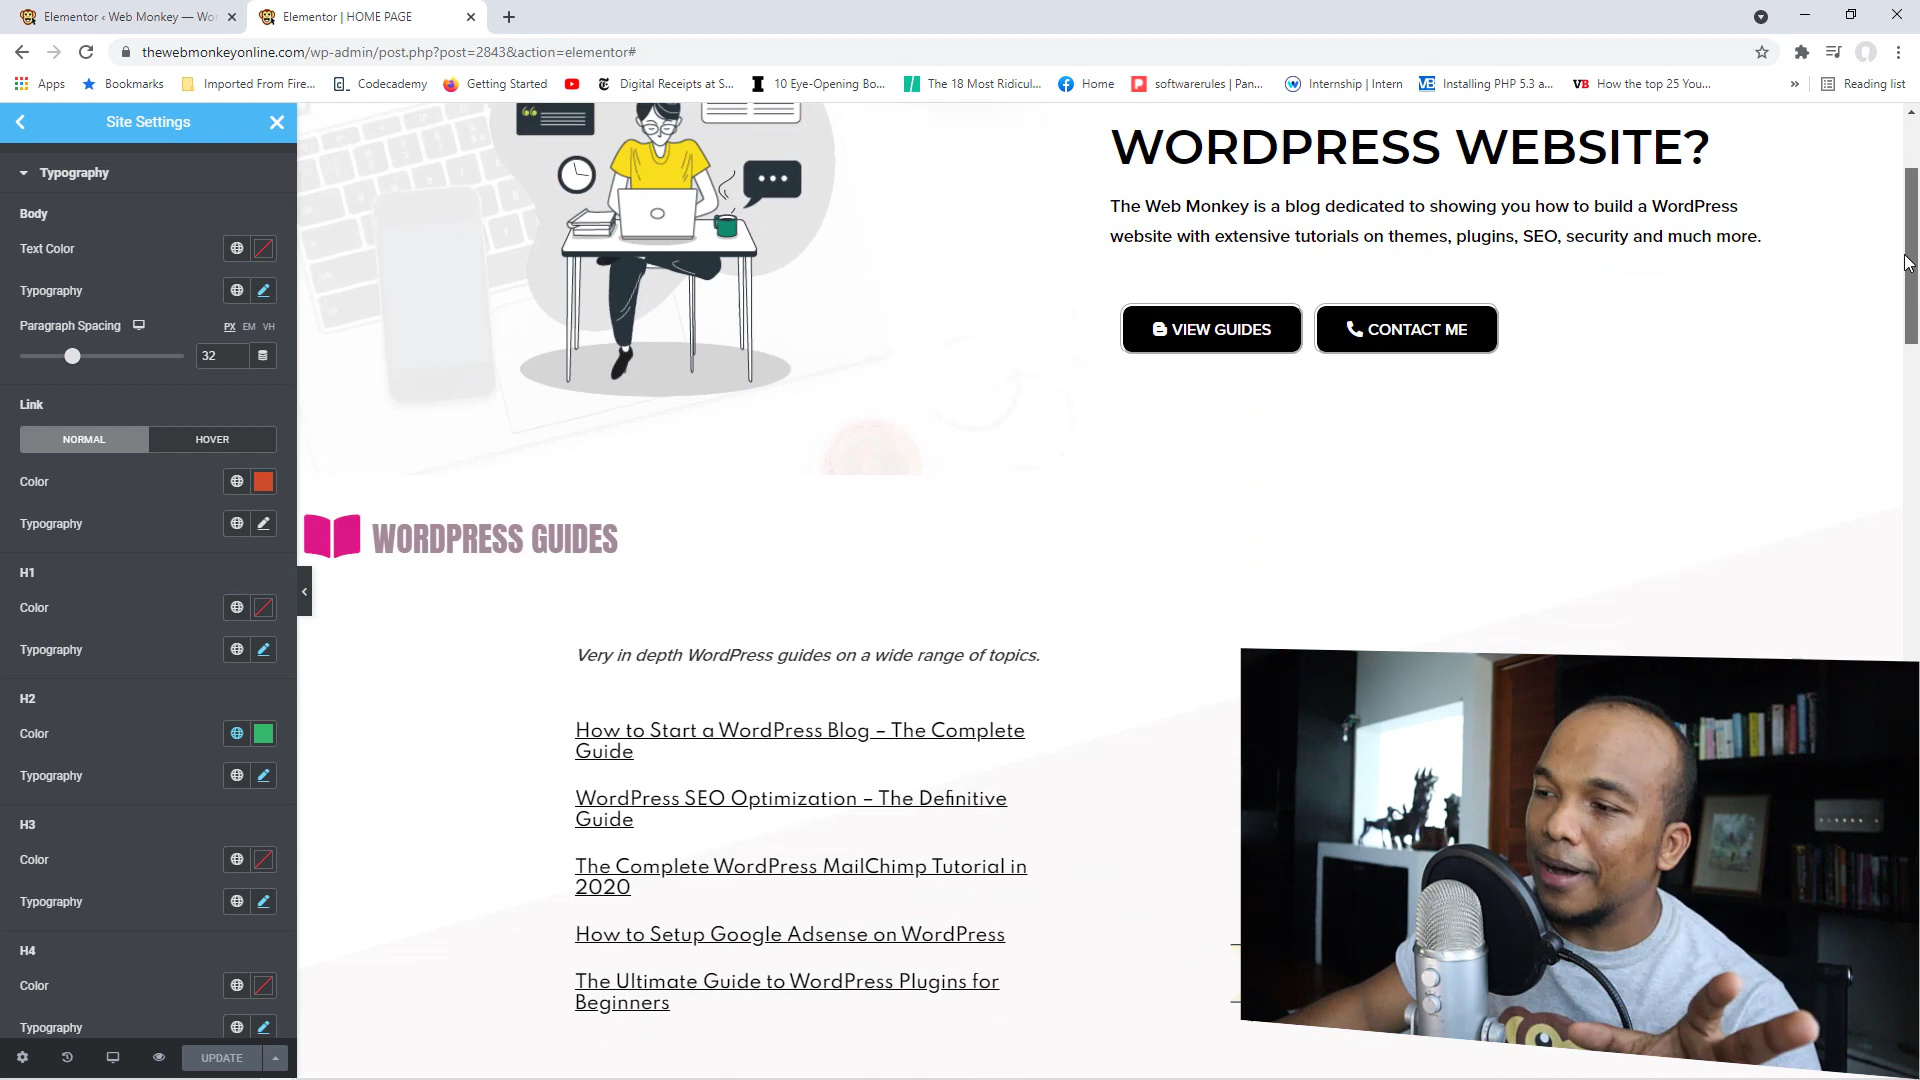 Elementor ‹ Web Monkey — Wor
Elementor | HOME PAGE
thewebmonkeyonline.com/wp-admin/post.php?post=2843&action=elementor#
Apps
Bookmarks
Imported From Fire...
Codecademy
Getting Started
Digital Receipts at S...
10 Eye-Opening Bo...
The 18 Most Ridicul...
Home
softwarerules | Pan...
Internship | Intern
Installing PHP 5.3 a...
How the top 25 You...
»
Reading list
Site Settings
Typography
Body
Text Color
Typography
Paragraph Spacing
PX EM VH
32
Link
NORMAL
HOVER
Color
Typography
H1
Color
Typography
H2
Color
Typography
H3
Color
Typography
H4
Color
Typography
UPDATE
WORDPRESS WEBSITE?
The Web Monkey is a blog dedicated to showing you how to build a WordPress
website with extensive tutorials on themes, plugins, SEO, security and much more.
VIEW GUIDES
CONTACT ME
WORDPRESS GUIDES
Very in depth WordPress guides on a wide range of topics.
How to Start a WordPress Blog – The Complete
Guide
WordPress SEO Optimization – The Definitive
Guide
The Complete WordPress MailChimp Tutorial in
2020
How to Setup Google Adsense on WordPress
The Ultimate Guide to WordPress Plugins for
Beginners